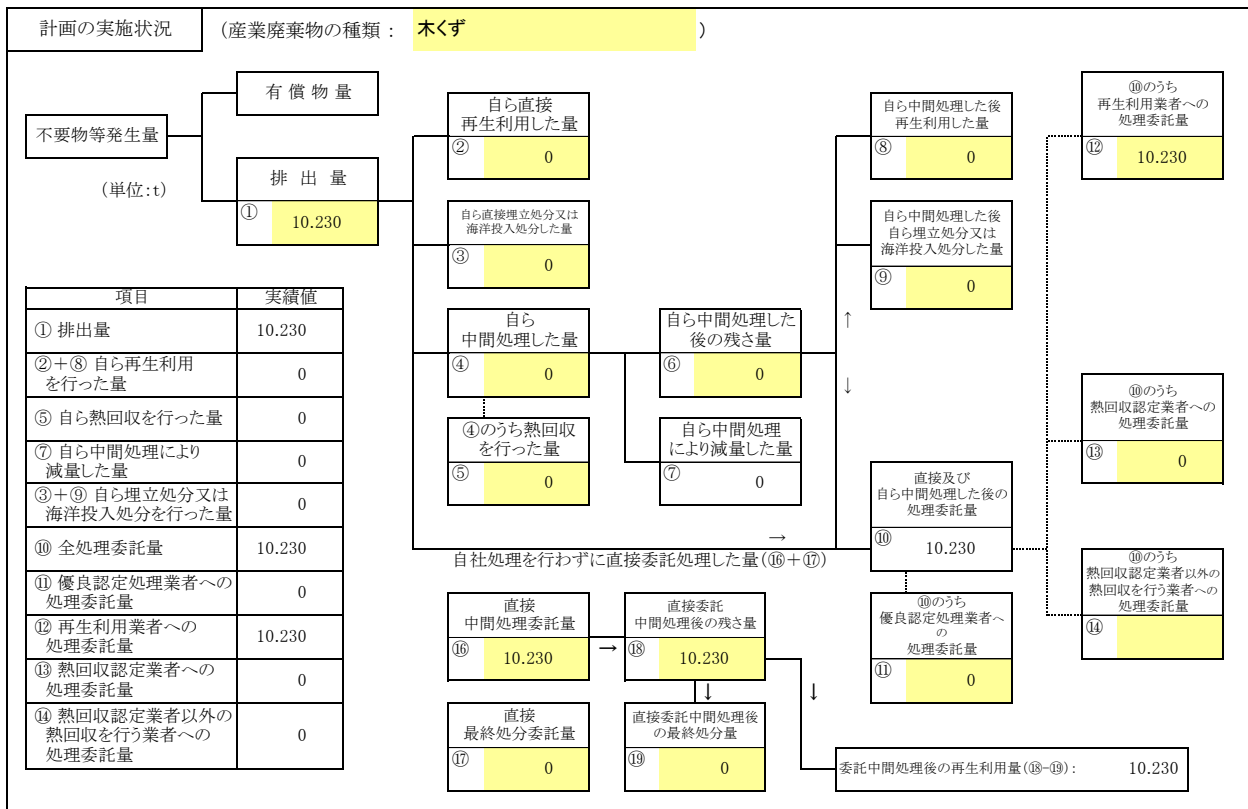 計画の実施状況
(産業廃棄物の種類： 木くず )
不要物等発生量
(単位:t)
有 償 物 量
排 出 量
① 10.230
自ら直接
再生利用した量
② 0
自ら直接埋立処分又は
海洋投入処分した量
③ 0
自ら
中間処理した量
④ 0
④のうち熱回収
を行った量
⑤ 0
自ら中間処理した
後の残さ量
⑥ 0
自ら中間処理
により減量した量
⑦ 0
自ら中間処理した後
再生利用した量
⑧ 0
自ら中間処理した後
自ら埋立処分又は
海洋投入処分した量
⑨ 0
↑
↓
直接及び
自ら中間処理した後の
処理委託量
⑩ 10.230
⑩のうち
優良認定処理業者へ
の
処理委託量
⑪ 0
⑩のうち
再生利用業者への
処理委託量
⑫ 10.230
⑩のうち
熱回収認定業者への
処理委託量
⑬ 0
⑩のうち
熱回収認定業者以外の
熱回収を行う業者への
処理委託量
⑭
→
自社処理を行わずに直接委託処理した量(⑯＋⑰)
直接
中間処理委託量
⑯ 10.230
→
直接委託
中間処理後の残さ量
⑱ 10.230
↓
↓
直接
最終処分委託量
⑰ 0
直接委託中間処理後
の最終処分量
⑲ 0
委託中間処理後の再生利用量(⑱-⑲)： 10.230
項目 実績値
① 排出量 10.230
②＋⑧ 自ら再生利用
を行った量 0
⑤ 自ら熱回収を行った量 0
⑦ 自ら中間処理により
減量した量 0
③＋⑨ 自ら埋立処分又は
海洋投入処分を行った量 0
⑩ 全処理委託量 10.230
⑪ 優良認定処理業者への
処理委託量 0
⑫ 再生利用業者への
処理委託量 10.230
⑬ 熱回収認定業者への
処理委託量 0
⑭ 熱回収認定業者以外の
熱回収を行う業者への
処理委託量 0